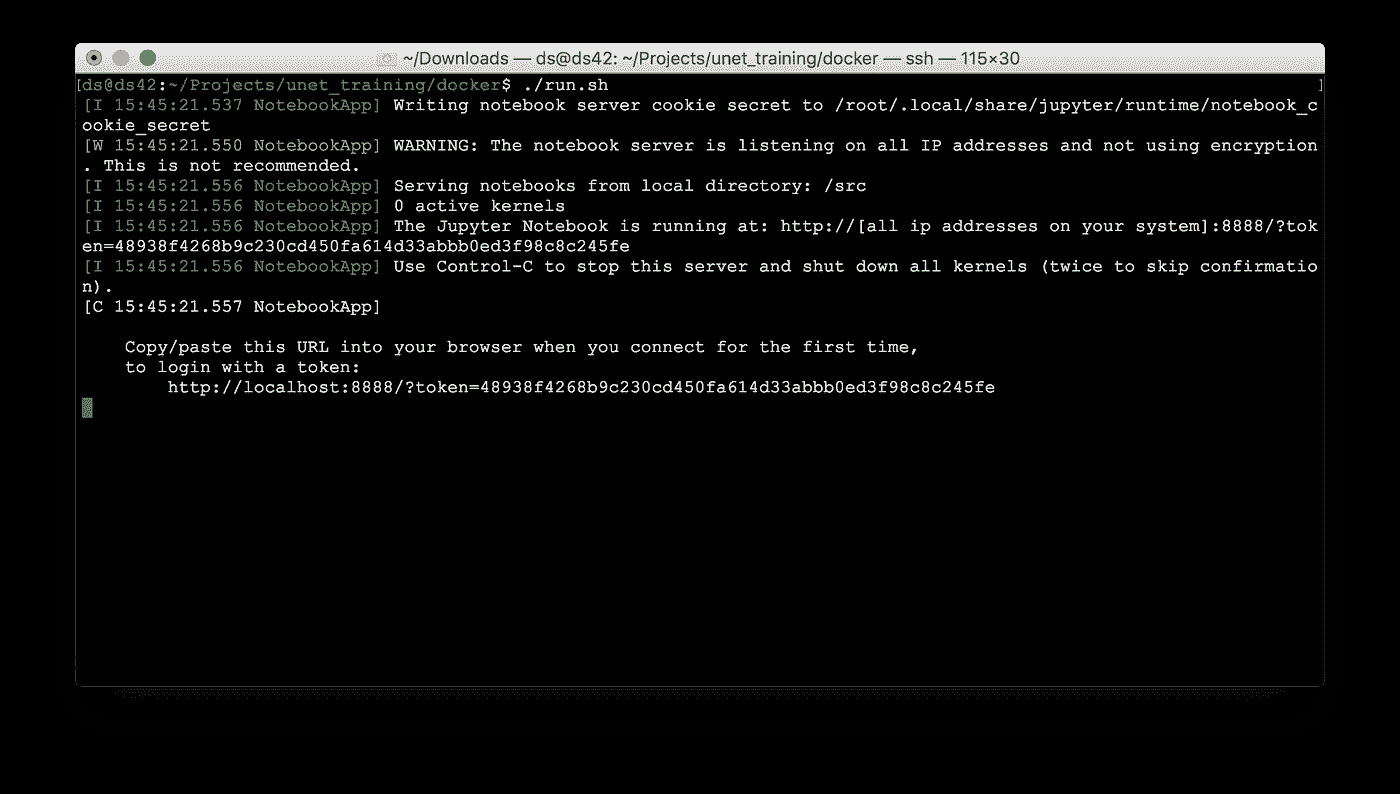 ~/Downloads — ds@ds42: ~/Projects/unet_training/docker — ssh — 115×30
[ds@ds42:~/Projects/unet_training/docker$ ./run.sh ]
[I 15:45:21.537 NotebookApp] Writing notebook server cookie secret to /root/.local/share/jupyter/runtime/notebook_c
ookie_secret
[W 15:45:21.550 NotebookApp] WARNING: The notebook server is listening on all IP addresses and not using encryption
. This is not recommended.
[I 15:45:21.556 NotebookApp] Serving notebooks from local directory: /src
[I 15:45:21.556 NotebookApp] 0 active kernels
[I 15:45:21.556 NotebookApp] The Jupyter Notebook is running at: http://[all ip addresses on your system]:8888/?tok
en=48938f4268b9c230cd450fa614d33abbb0ed3f98c8c245fe
[I 15:45:21.556 NotebookApp] Use Control-C to stop this server and shut down all kernels (twice to skip confirmatio
n).
[C 15:45:21.557 NotebookApp]
Copy/paste this URL into your browser when you connect for the first time,
to login with a token:
http://localhost:8888/?token=48938f4268b9c230cd450fa614d33abbb0ed3f98c8c245fe